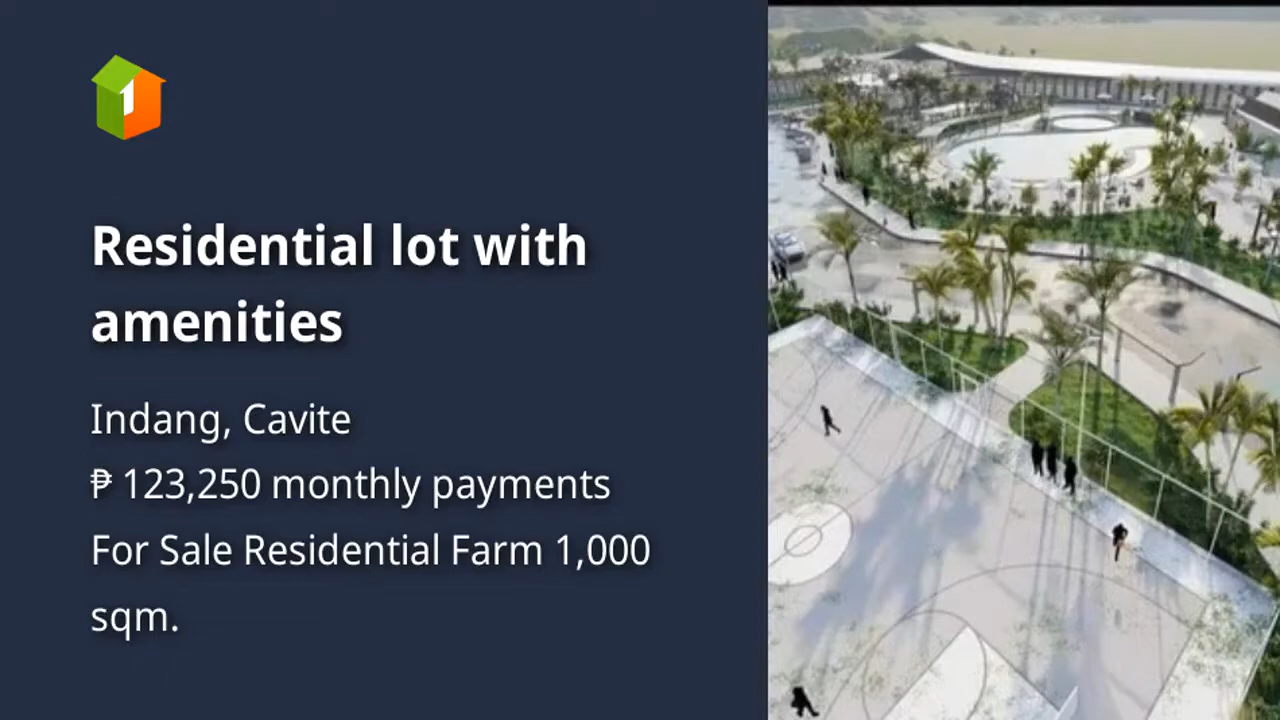 Residential lot with
amenities
Indang, Cavite
₱ 123,250 monthly payments
For Sale Residential Farm 1,000
sqm.